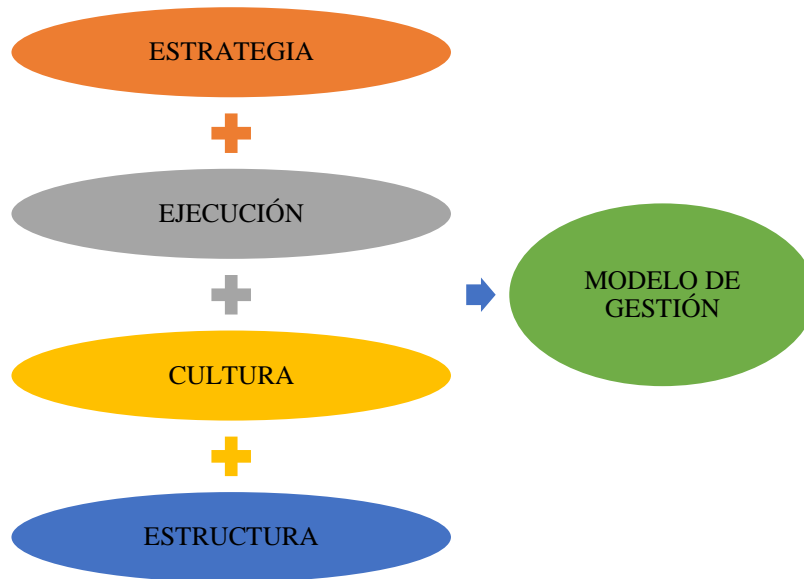 ESTRATEGIA
EJECUCIÓN
CULTURA
ESTRUCTURA
MODELO DE
GESTIÓN